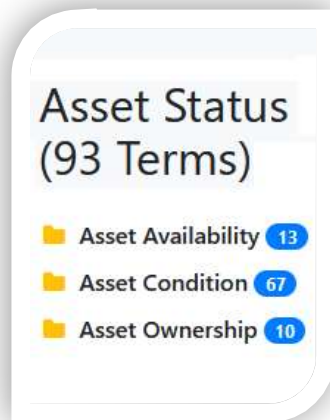 Asset Status
(93 Terms)
Asset Availability 13
Asset Condition 67
Asset Ownership 10